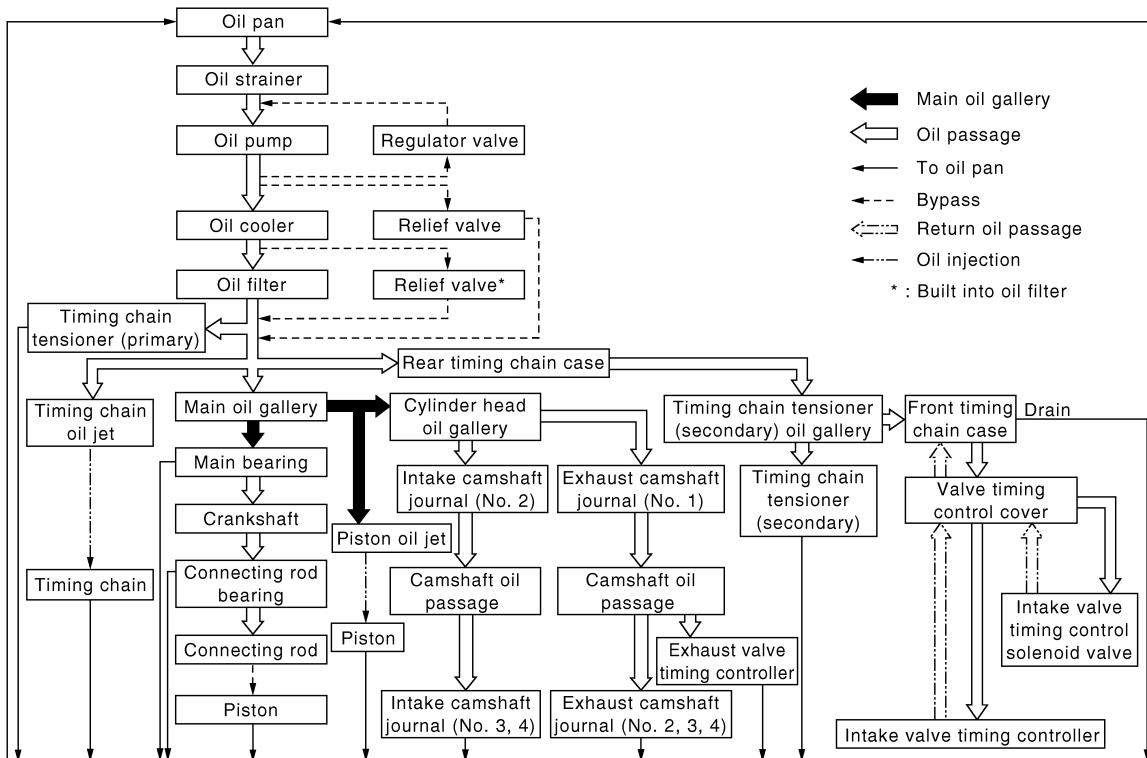 Oil pan
Oil strainer
Oil pump
Regulator valve
Oil cooler
Relief valve
Oil filter
Relief valve*
Main oil gallery
Oil passage
To oil pan
Bypass
Return oil passage
Oil injection
* : Built into oil filter
Timing chain
tensioner (primary)
Rear timing chain case
Timing chain
oil jet
Main oil gallery
Cylinder head
oil gallery
Timing chain tensioner
(secondary) oil gallery
Front timing
chain case
Drain
Main bearing
Intake camshaft
journal (No. 2)
Exhaust camshaft
journal (No. 1)
Timing chain
tensioner
(secondary)
Valve timing
control cover
Crankshaft
Piston oil jet
Timing chain
Connecting rod
bearing
Camshaft oil
passage
Camshaft oil
passage
Intake valve
timing control
solenoid valve
Connecting rod
Piston
Exhaust valve
timing controller
Piston
Intake camshaft
journal (No. 3, 4)
Exhaust camshaft
journal (No. 2, 3, 4)
Intake valve timing controller